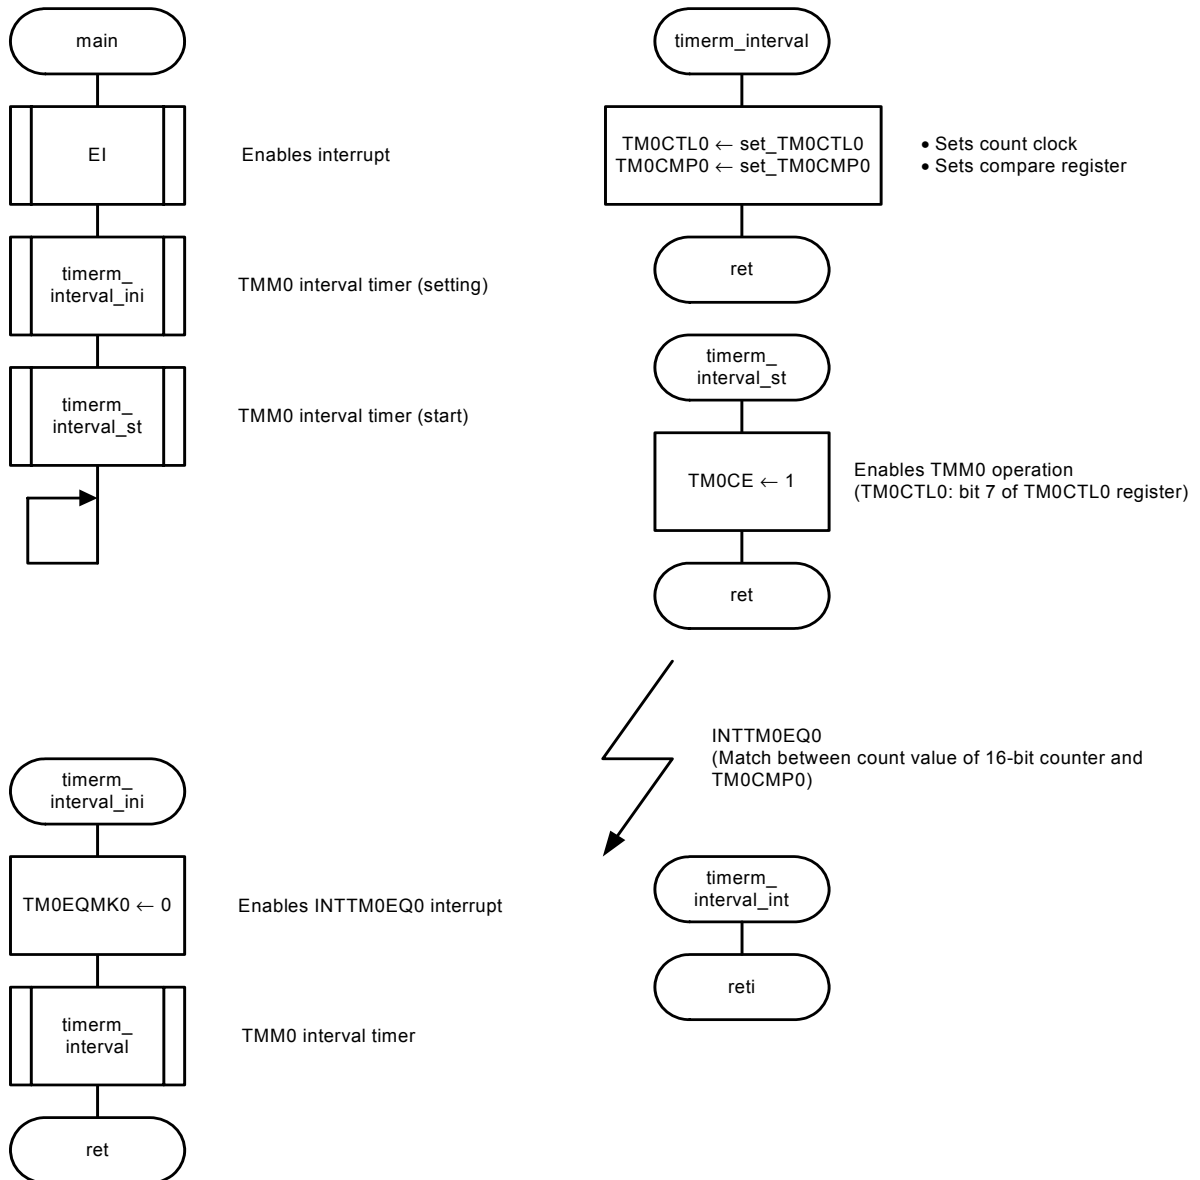 main
EI
Enables interrupt
timerm_
interval_ini
TMM0 interval timer (setting)
timerm_
interval_st
TMM0 interval timer (start)
timerm_
interval_ini
TM0EQMK0 ← 0
Enables INTTM0EQ0 interrupt
timerm_
interval
TMM0 interval timer
ret
timerm_interval
TM0CTL0 ← set_TM0CTL0
TM0CMP0 ← set_TM0CMP0
• Sets count clock
• Sets compare register
ret
timerm_
interval_st
TM0CE ← 1
Enables TMM0 operation
(TM0CTL0: bit 7 of TM0CTL0 register)
ret
INTTM0EQ0
(Match between count value of 16-bit counter and
TM0CMP0)
timerm_
interval_int
reti